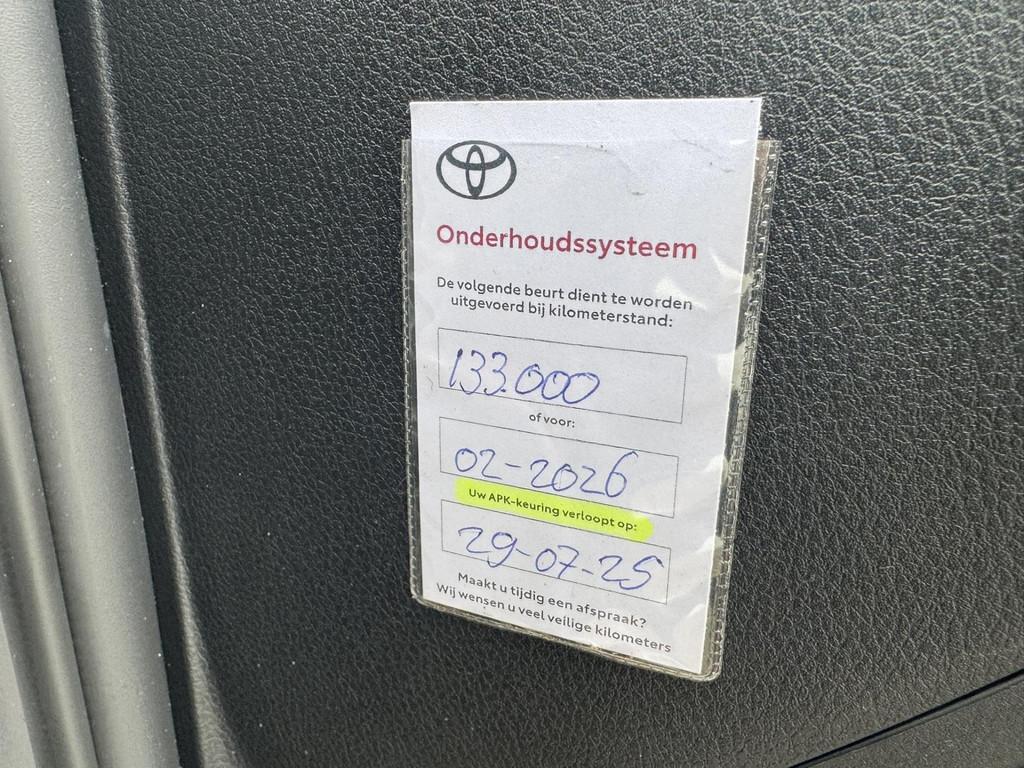 Onderhoudssysteem
De volgende beurt dient te worden
uitgevoerd bij kilometerstand:
133.000
of voor:
02-2026
Uw APK-keuring verloopt op:
29-07-25
Maakt u tijdig een afspraak?
Wij wensen u veel veilige kilometers